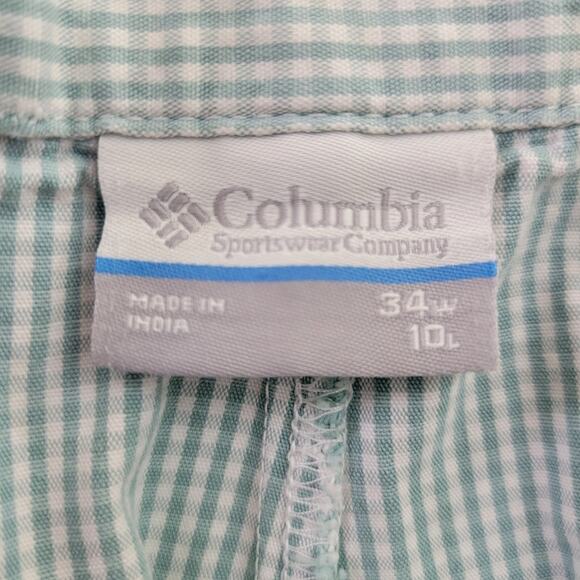 Columbia
Sportswear Company
MADE IN
INDIA
34W
10L